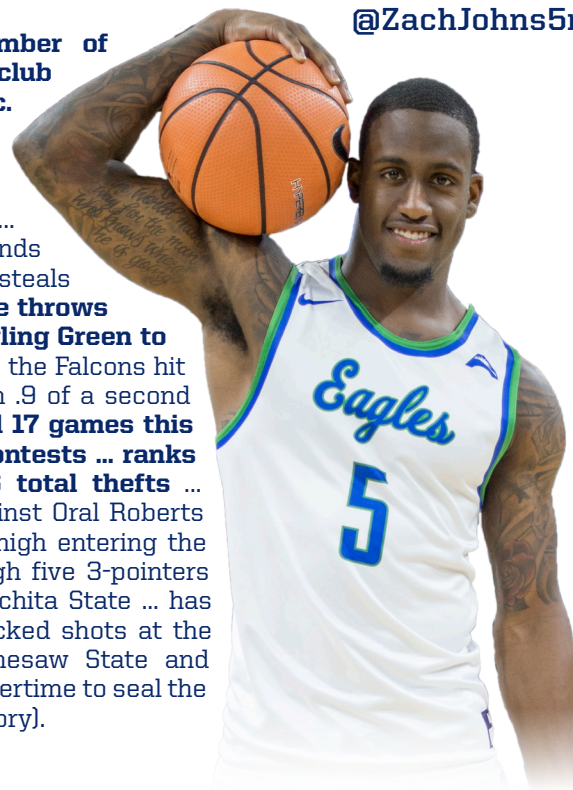 @ZachJohns5n
mber of
club
c.
...
nds
steals
e throws
ling Green to
the Falcons hit
n .9 of a second
l 17 games this
ontests ... ranks
total thefts ...
inst Oral Roberts
high entering the
gh five 3-pointers
chita State ... has
cked shots at the
nesaw State and
ertime to seal the
ory).
Eagles
5